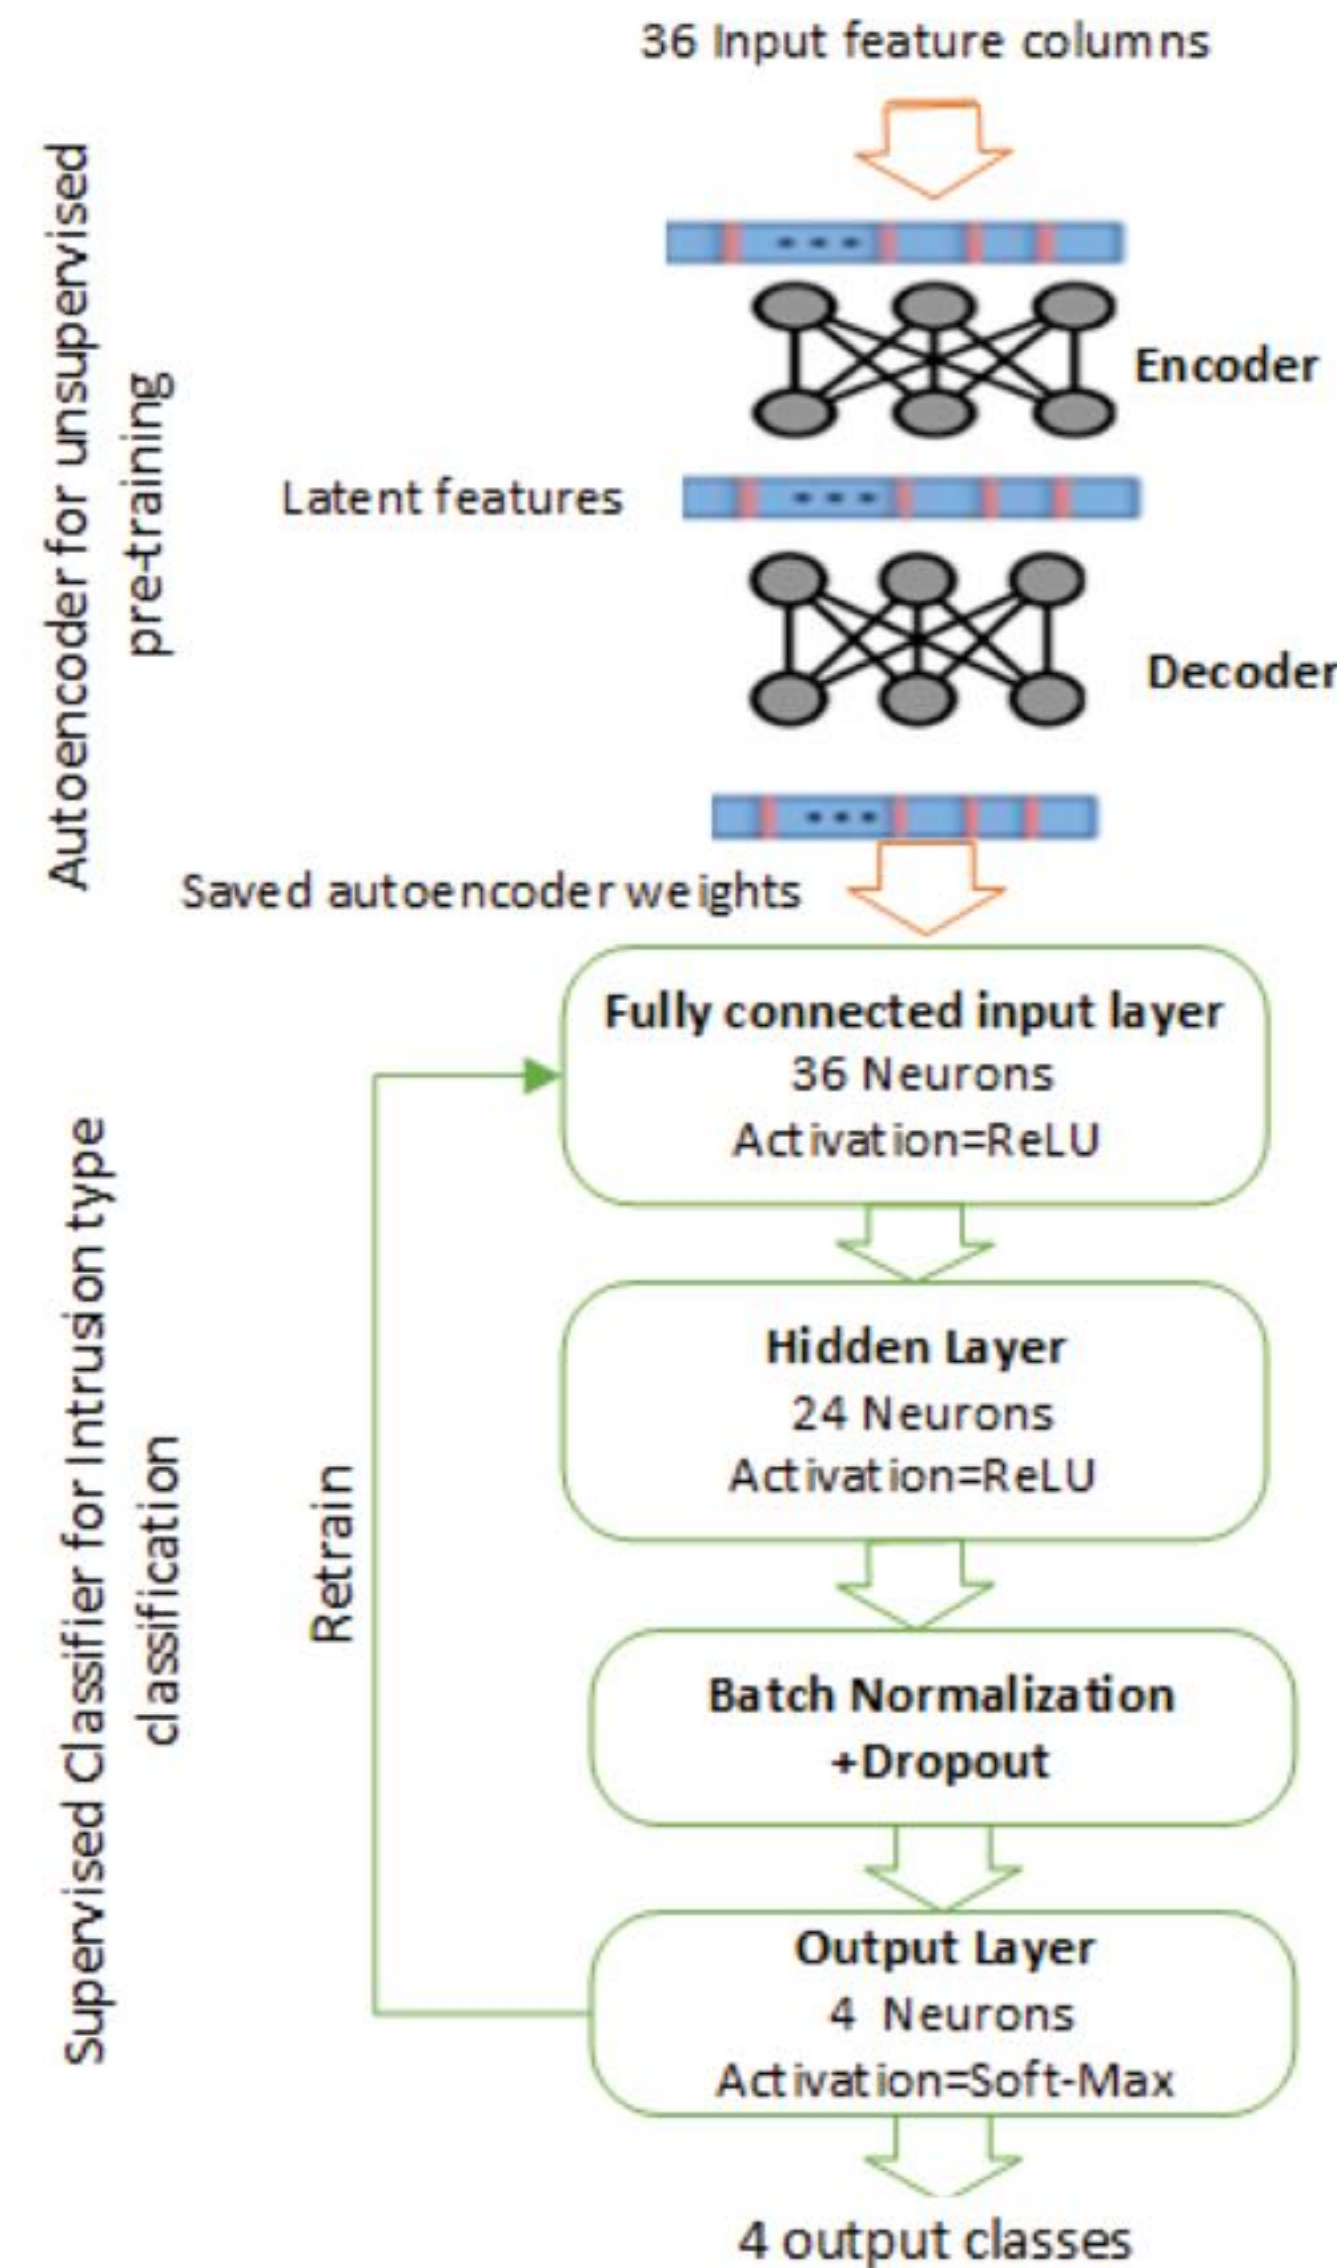 36 Input feature columns
Autoencoder for unsupervised
pre-training
Encoder
Latent features
Decoder
Saved autoencoder weights
Fully connected input layer
36 Neurons
Activation=ReLU
Supervised Classifier for Intrusion type
classification
Retrain
Hidden Layer
24 Neurons
Activation=ReLU
Batch Normalization
+Dropout
Output Layer
4 Neurons
Activation=Soft-Max
4 output classes